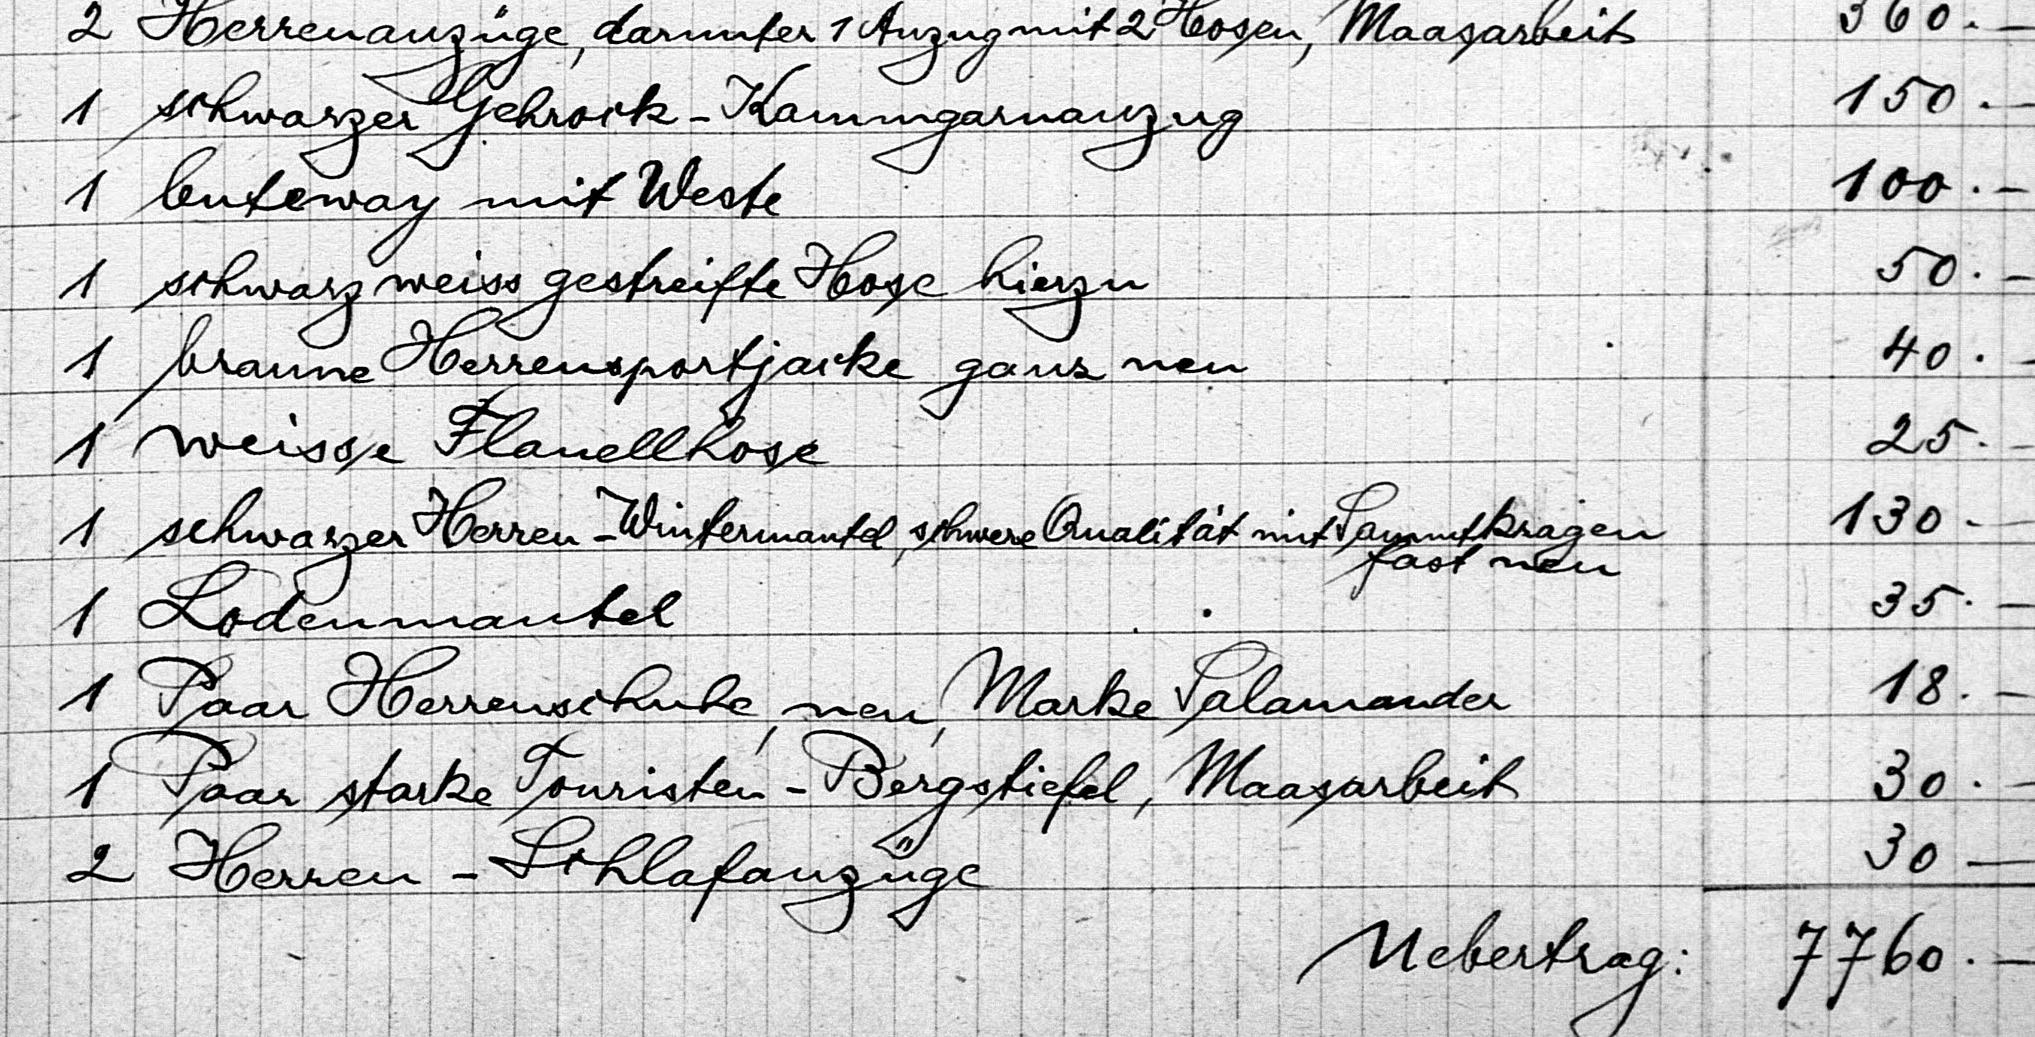 2 Herrenanzüge, darunter 1 Anzug mit 2 Hosen, Maasarbeit 360.—
1 schwarzer Gehrock-Kammgarnanzug 150.—
1 Cuteway mit Weste 100.—
1 schwarz weiss gestreifte Hose hierzu 50.—
1 braune Herrensportjacke ganz neu 40.
1 weisse Flanellhose 25.—
1 schwarzer Herren-Wintermantel, schwere Qualität mit Sammtkragen 130.—
fast neu
1 Lodenmantel 35.—
1 Paar Herrenschuhe, neu, Marke Salamander 18.—
1 Paar starke Touristen-Bergstiefel, Maasarbeit 30.—
2 Herren-Schlafanzüge 30 —
Uebertrag: 7760.—